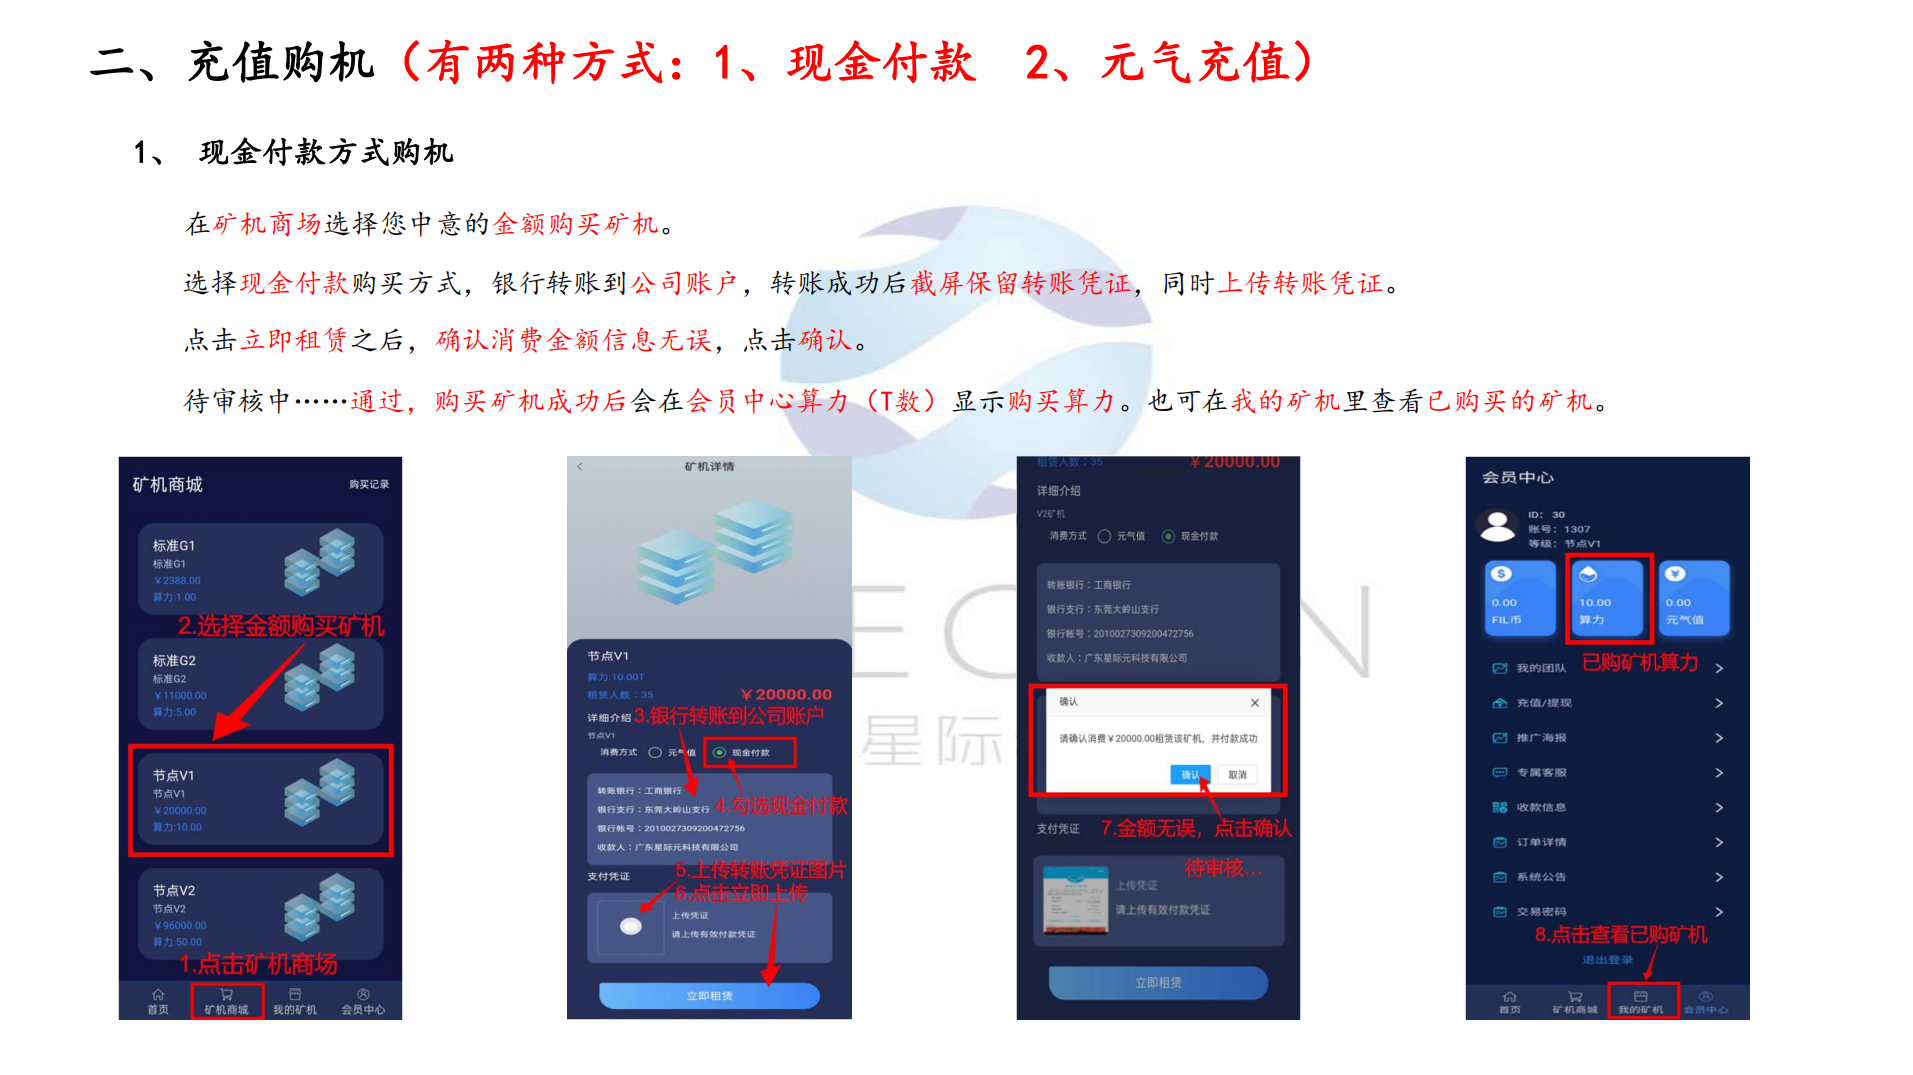 二、充值购机（有两种方式：1、现金付款 2、元气充值）
1、 现金付款方式购机
在矿机商场选择您中意的金额购买矿机。
选择现金付款购买方式，银行转账到公司账户，转账成功后截屏保留转账凭证，同时上传转账凭证。
点击立即租赁之后，确认消费金额信息无误，点击确认。
待审核中……通过，购买矿机成功后会在会员中心算力（T数）显示购买算力。也可在我的矿机里查看已购买的矿机。
矿机商城
购买记录
标准G1
标准G1
￥2388.00
算力:1.00
2.选择金额购买矿机
标准G2
标准G2
￥11000.00
算力:5.00
节点V1
节点V1
￥20000.00
算力:10.00
节点V2
节点V2
￥96000.00
算力:50.00
1.点击矿机商场
首页 矿机商城 我的矿机 会员中心
矿机详情
节点V1
算力:10.00T
租赁人数：35
￥20000.00
详细介绍
3.银行转账到公司账户
节点V1
消费方式 元气值 现金付款
转账银行：工商银行
银行支行：东莞大岭山支行
4.勾选现金付款
银行帐号：2010027309200472756
收款人：广东星际元科技有限公司
5.上传转账凭证图片
支付凭证
6.点击立即上传
上传凭证
请上传有效付款凭证
立即租赁
租赁人数：35
￥20000.00
详细介绍
V2矿机
消费方式 元气值 现金付款
转账银行：工商银行
银行支行：东莞大岭山支行
银行帐号：2010027309200472756
收款人：广东星际元科技有限公司
确认
请确认消费￥20000.00租赁该矿机，并付款成功
确认 取消
支付凭证
7.金额无误，点击确认
待审核...
上传凭证
请上传有效付款凭证
立即租赁
会员中心
ID： 30
账号：1307
等级：节点V1
0.00
FIL币
10.00
算力
0.00
元气值
已购矿机算力
我的团队
充值/提现
推广海报
专属客服
收款信息
订单详情
系统公告
交易密码
8.点击查看已购矿机
退出登录
首页 矿机商城 我的矿机 会员中心
星际